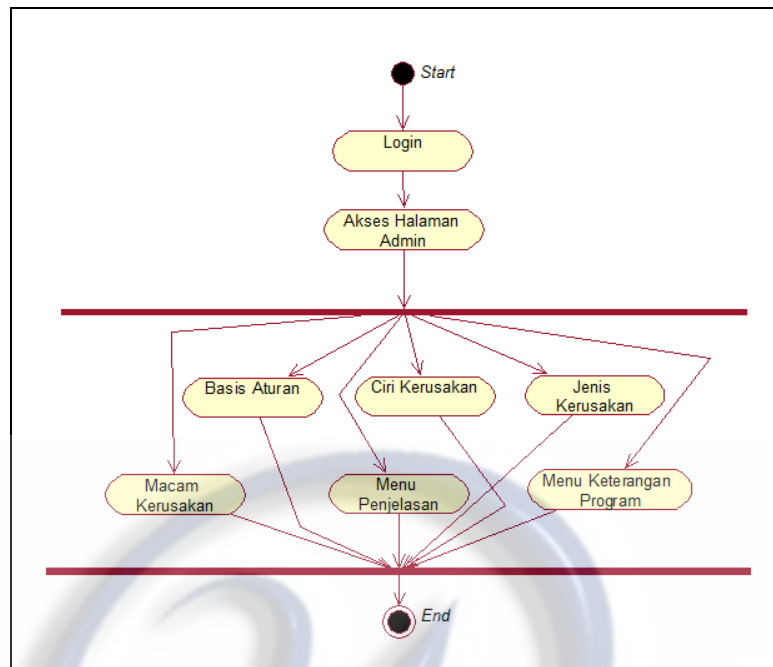 Start
Login
Akses Halaman
Admin
Basis Aturan
Ciri Kerusakan
Jenis
Kerusakan
Macam
Kerusakan
Menu
Penjelasan
Menu Keterangan
Program
End